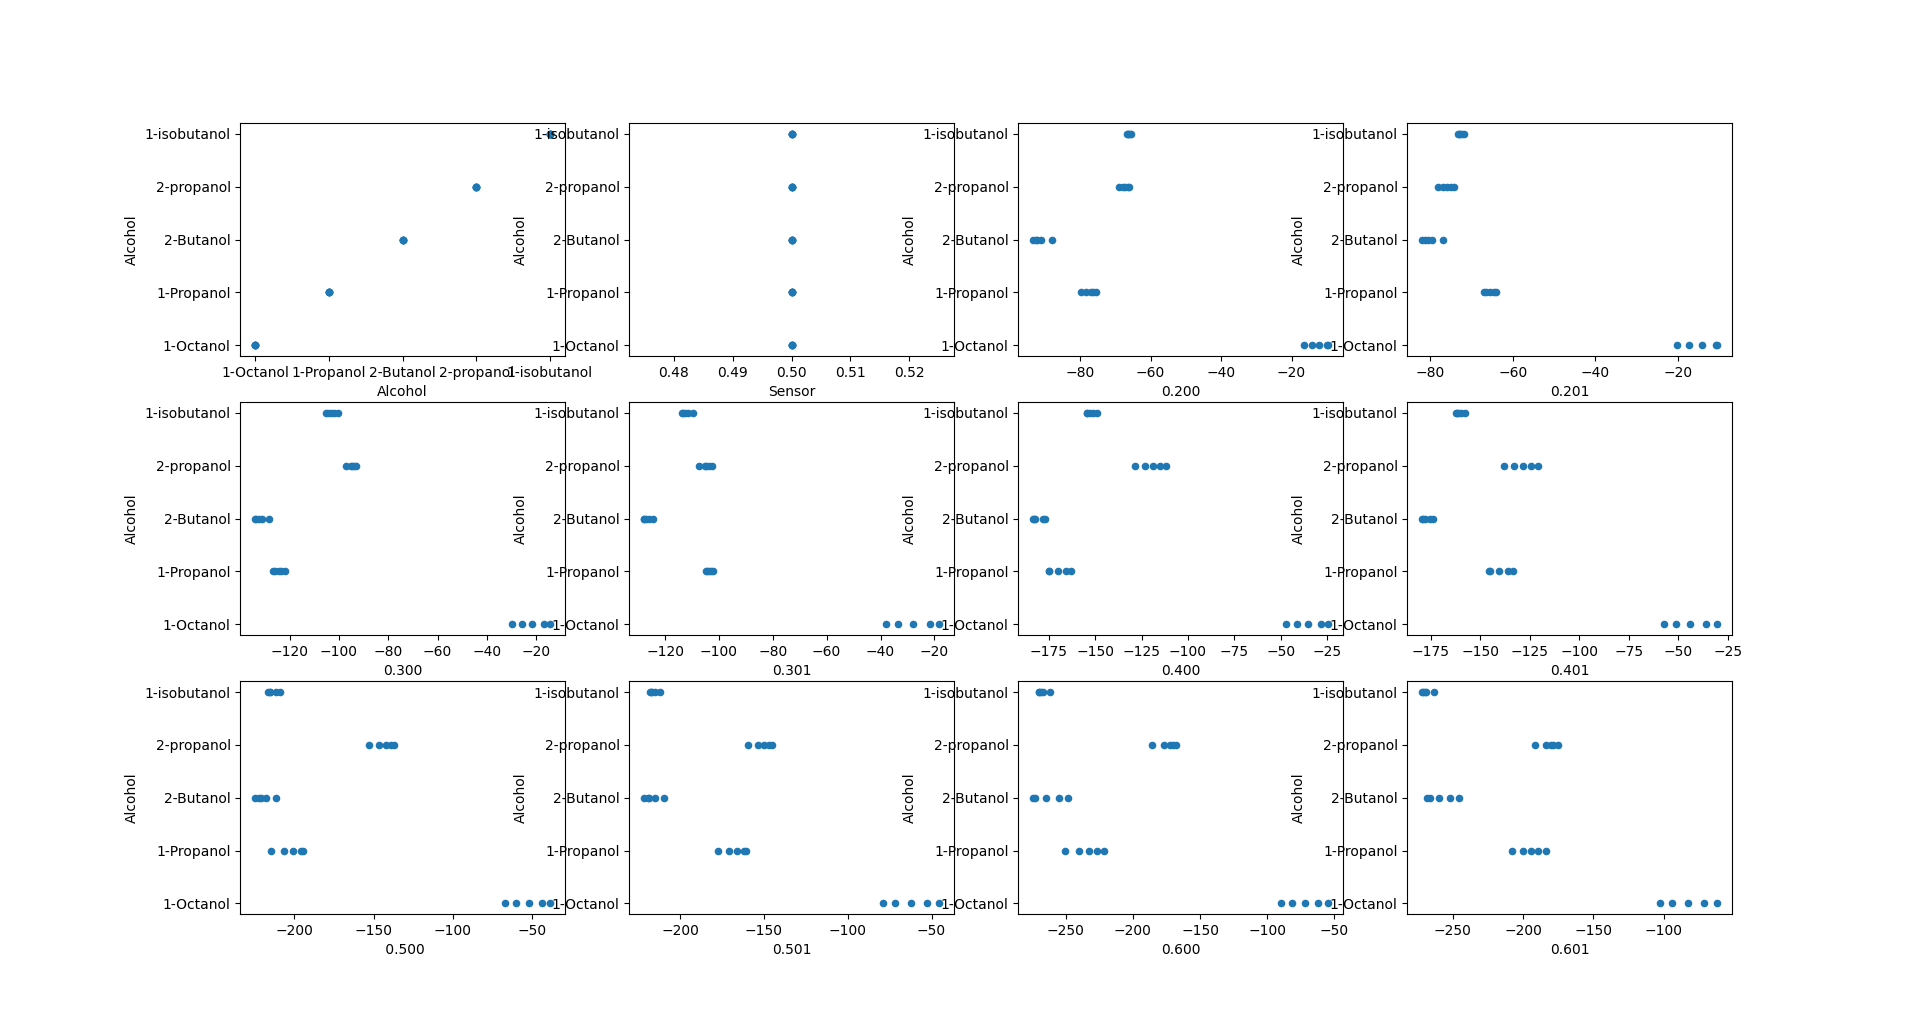 1-isobutanol
2-propanol
2-Butanol
1-Propanol
1-Octanol
Alcohol
1-Octanol 1-Propanol 2-Butanol 2-propanol 1-isobutanol
Alcohol
1-isobutanol
2-propanol
2-Butanol
1-Propanol
1-Octanol
Alcohol
0.48 0.49 0.50 0.51 0.52
Sensor
1-isobutanol
2-propanol
2-Butanol
1-Propanol
1-Octanol
Alcohol
−80 −60 −40 −20
0.200
1-isobutanol
2-propanol
2-Butanol
1-Propanol
1-Octanol
Alcohol
−80 −60 −40 −20
0.201
1-isobutanol
2-propanol
2-Butanol
1-Propanol
1-Octanol
Alcohol
−120 −100 −80 −60 −40 −20
0.300
1-isobutanol
2-propanol
2-Butanol
1-Propanol
1-Octanol
Alcohol
−120 −100 −80 −60 −40 −20
0.301
1-isobutanol
2-propanol
2-Butanol
1-Propanol
1-Octanol
Alcohol
−175 −150 −125 −100 −75 −50 −25
0.400
1-isobutanol
2-propanol
2-Butanol
1-Propanol
1-Octanol
Alcohol
−175 −150 −125 −100 −75 −50 −25
0.401
1-isobutanol
2-propanol
2-Butanol
1-Propanol
1-Octanol
Alcohol
−200 −150 −100 −50
0.500
1-isobutanol
2-propanol
2-Butanol
1-Propanol
1-Octanol
Alcohol
−200 −150 −100 −50
0.501
1-isobutanol
2-propanol
2-Butanol
1-Propanol
1-Octanol
Alcohol
−250 −200 −150 −100 −50
0.600
1-isobutanol
2-propanol
2-Butanol
1-Propanol
1-Octanol
Alcohol
−250 −200 −150 −100
0.601